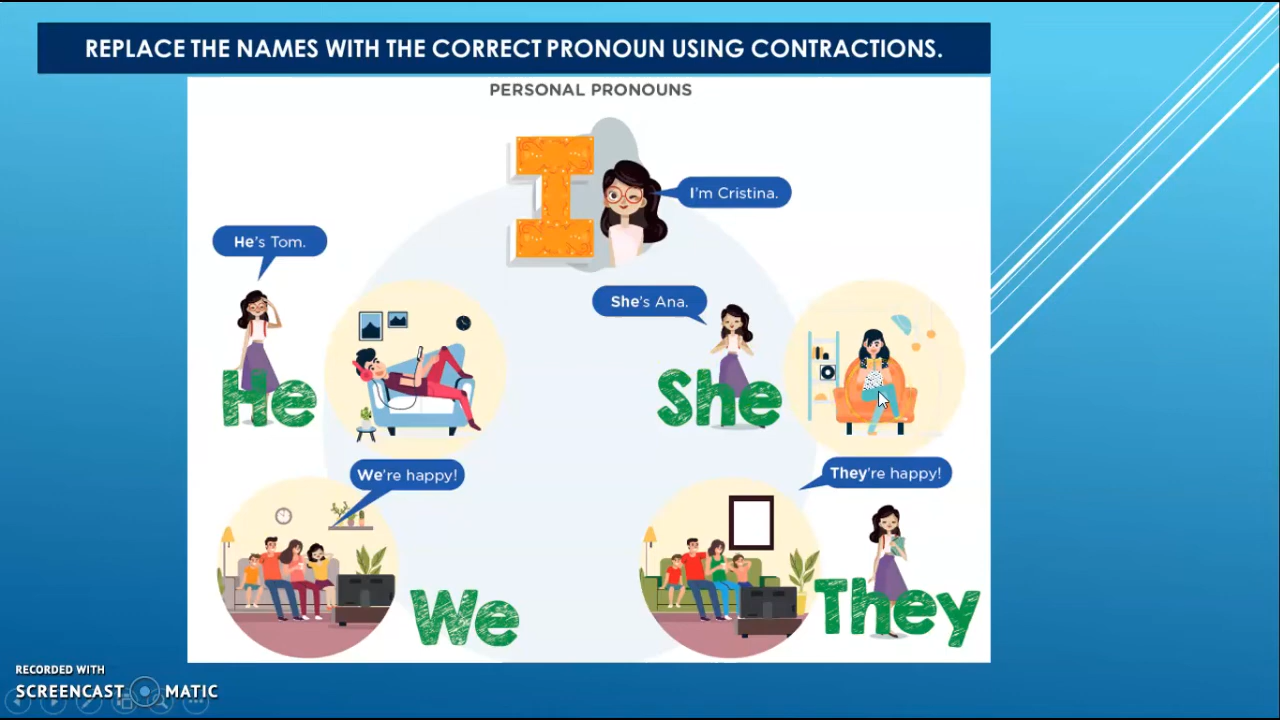 REPLACE THE NAMES WITH THE CORRECT PRONOUN USING CONTRACTIONS.
PERSONAL PRONOUNS
I
I'm Cristina.
He's Tom.
She's Ana.
He
She
We're happy!
They're happy!
We
They
RECORDED WITH
SCREENCAST MATIC